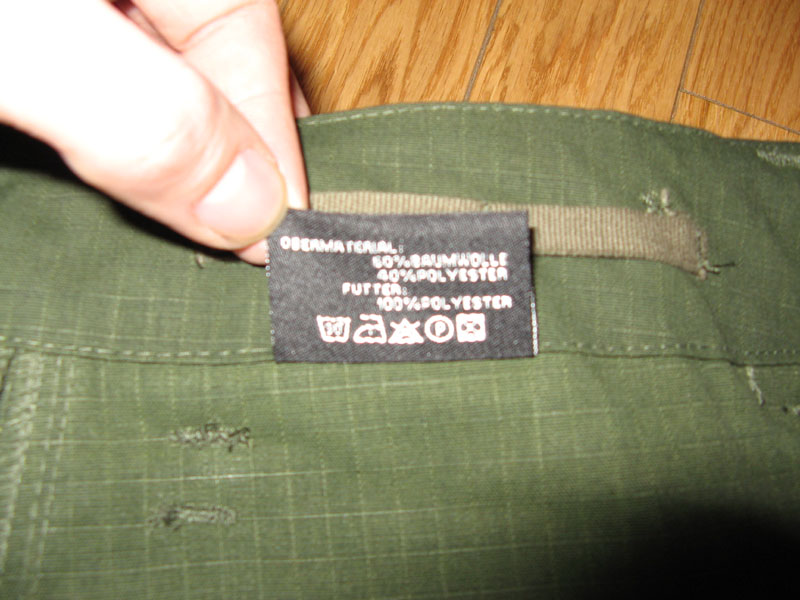 OBERMATERIAL:
60%BAUMWOLLE
40%POLYESTER
FUTTER:
100%POLYESTER